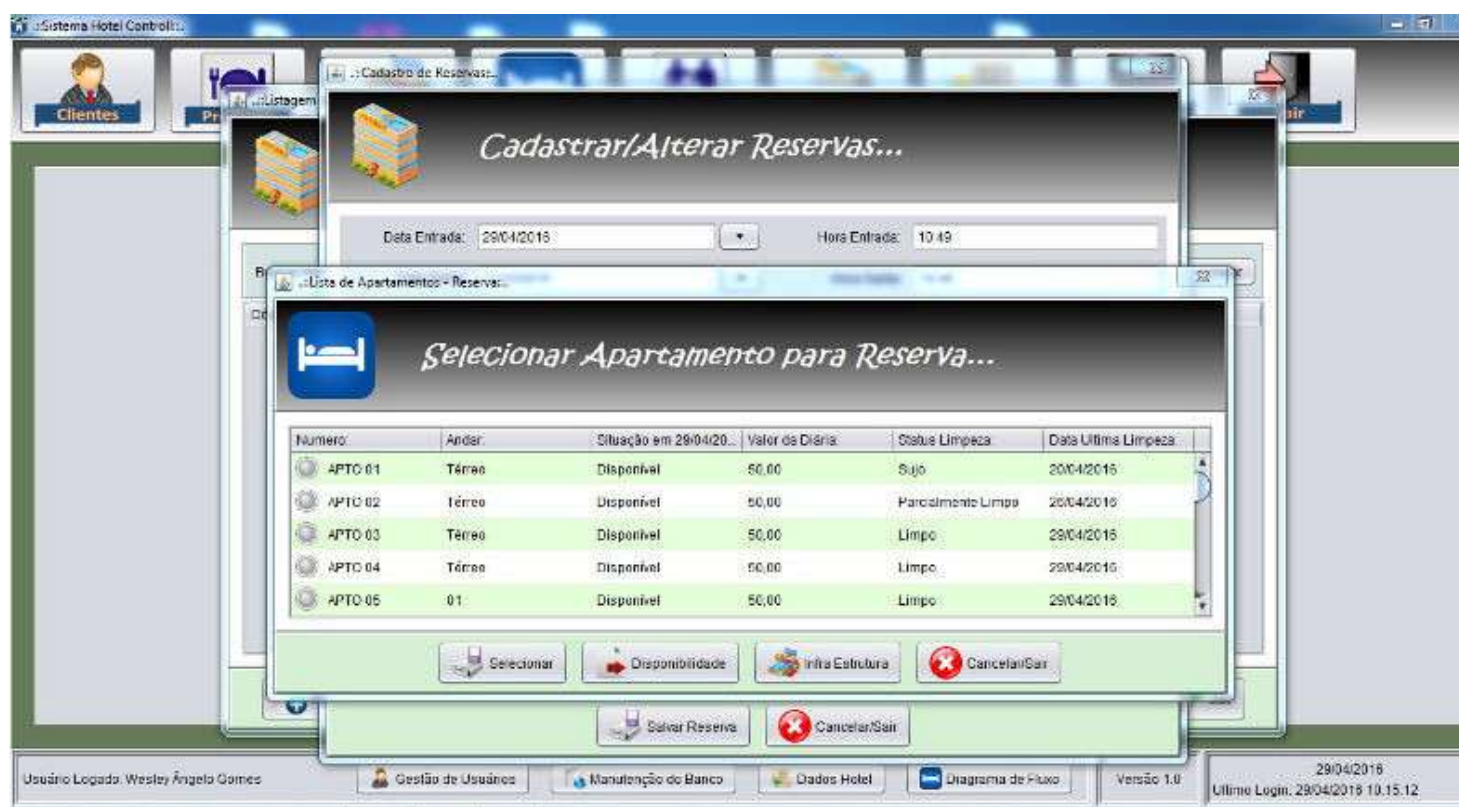 .:Sistema Hotel Controll:.
Clientes
.::Listagem
.::Cadastro de Reservas::.
Cadastrar/Alterar Reservas...
Data Entrada: 29/04/2016 Hora Entrada: 10:49
.::Lista de Apartamentos - Reserva::.
Selecionar Apartamento para Reserva...
Numero: Andar: Situação em 29/04/20... Valor da Diária: Status Limpeza: Data Ultima Limpeza:
APTO 01 Térreo Disponível 50,00 Sujo 20/04/2016
APTO 02 Térreo Disponível 50,00 Parcialmente Limpo 26/04/2016
APTO 03 Térreo Disponível 50,00 Limpo 29/04/2016
APTO 04 Térreo Disponível 50,00 Limpo 29/04/2016
APTO 05 01 Disponível 50,00 Limpo 29/04/2016
Selecionar Disponibilidade Infra Estrutura Cancelar/Sair
Salvar Reserva Cancelar/Sair
Usuário Logado: Wesley Ângelo Gomes Gestão de Usuários Manutenção do Banco Dados Hotel Diagrama de Fluxo Versão 1.0
29/04/2016
Ultimo Login: 29/04/2016 10:15:12